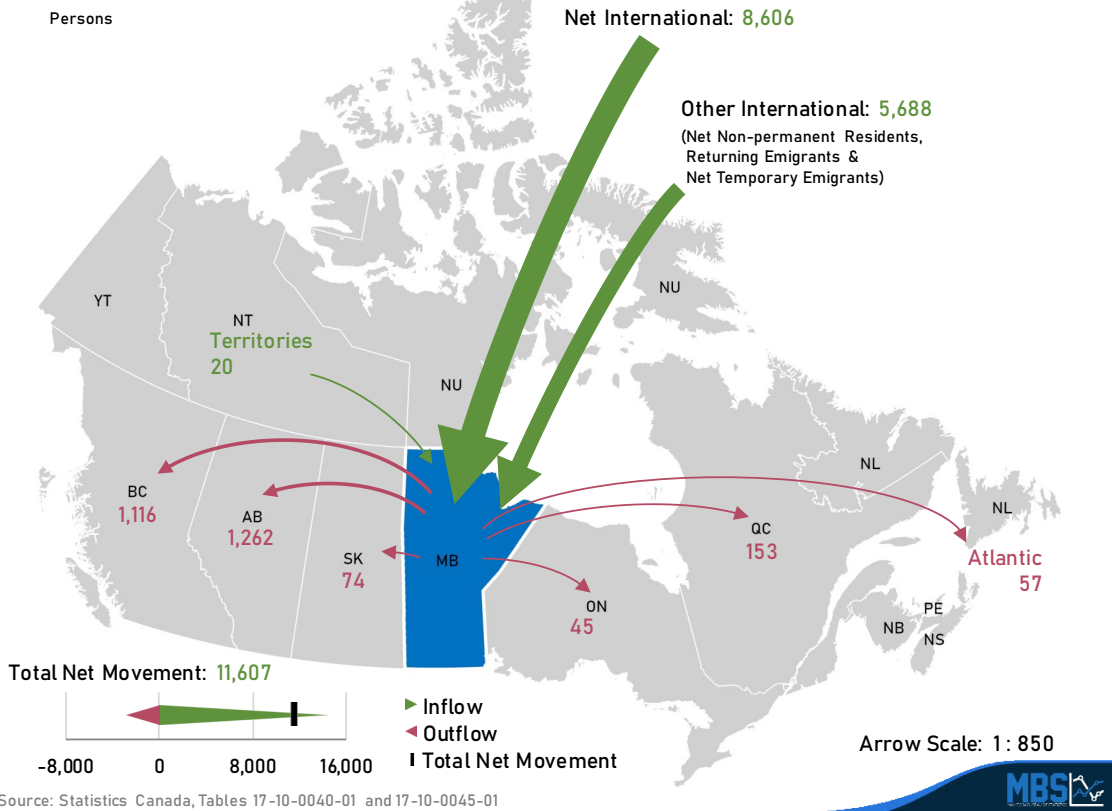 Persons
Net International: 8,606
Other International: 5,688
(Net Non-permanent Residents,
Returning Emigrants &
Net Temporary Emigrants)
YT
NT
Territories
20
NU
NU
BC
1,116
AB
1,262
SK
74
MB
ON
45
QC
153
NL
NL
Atlantic
57
PE
NB
NS
Total Net Movement: 11,607
-8,000 0 8,000 16,000
Inflow
Outflow
Total Net Movement
Arrow Scale: 1 : 850
MBS
Source: Statistics Canada, Tables 17-10-0040-01 and 17-10-0045-01